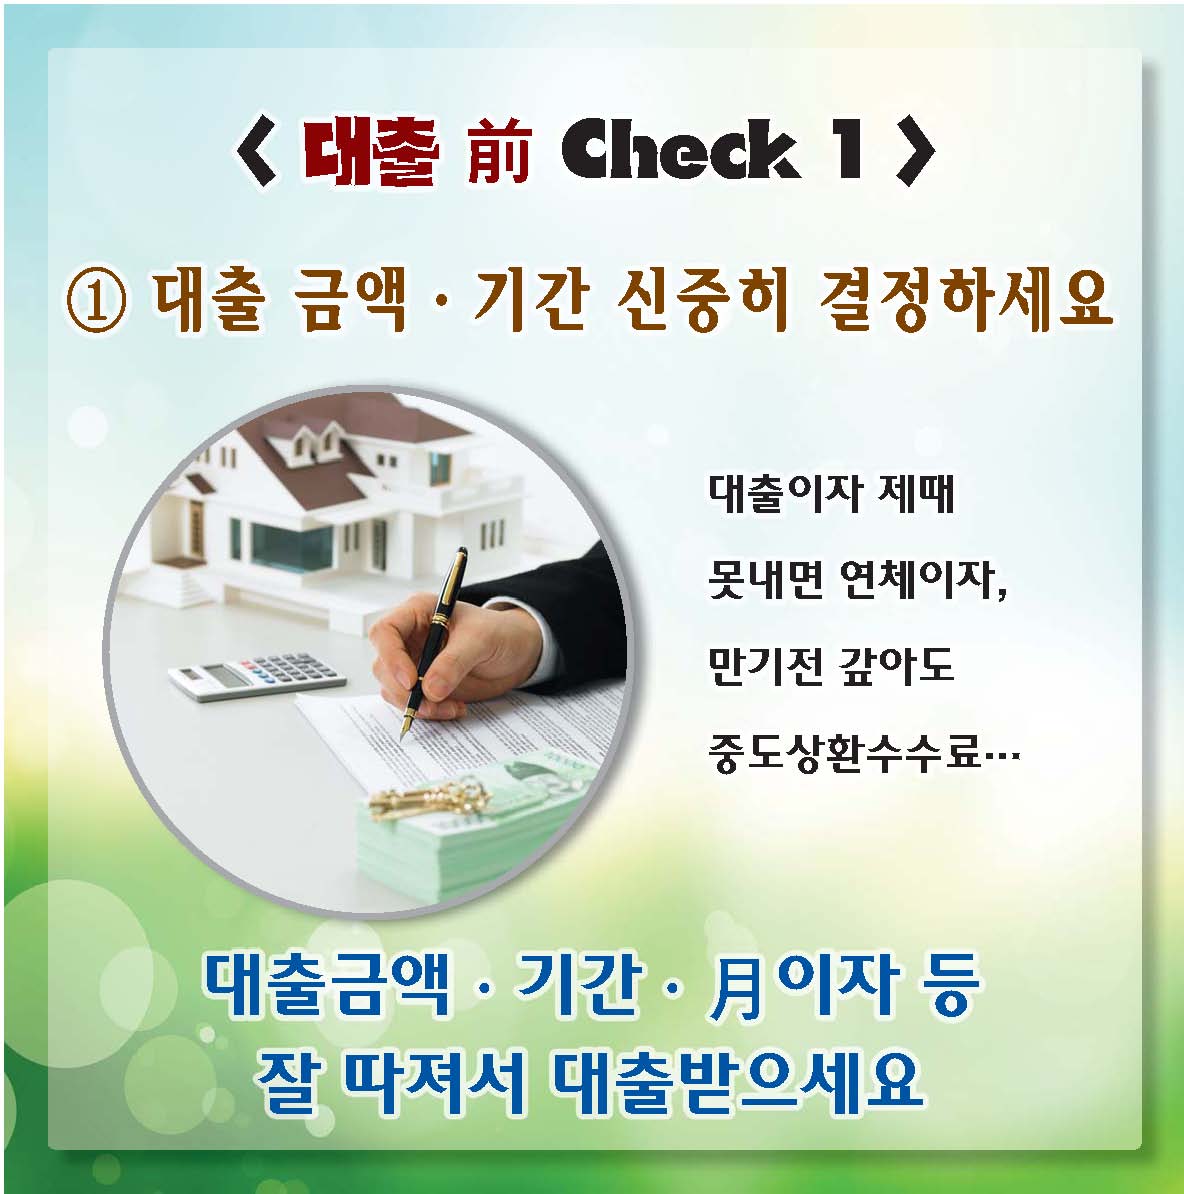 < 대출 前 Check 1 >
① 대출 금액 · 기간 신중히 결정하세요
대출이자 제때
못내면 연체이자,
만기전 갚아도
중도상환수수료···
대출금액 · 기간 · 月이자 등
잘 따져서 대출받으세요